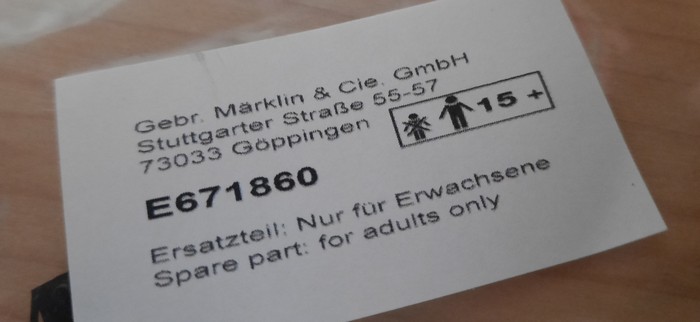 Gebr. Märklin & Cie. GmbH
Stuttgarter Straße 55-57
73033 Göppingen
15 +
E671860
Ersatzteil: Nur für Erwachsene
Spare part: for adults only